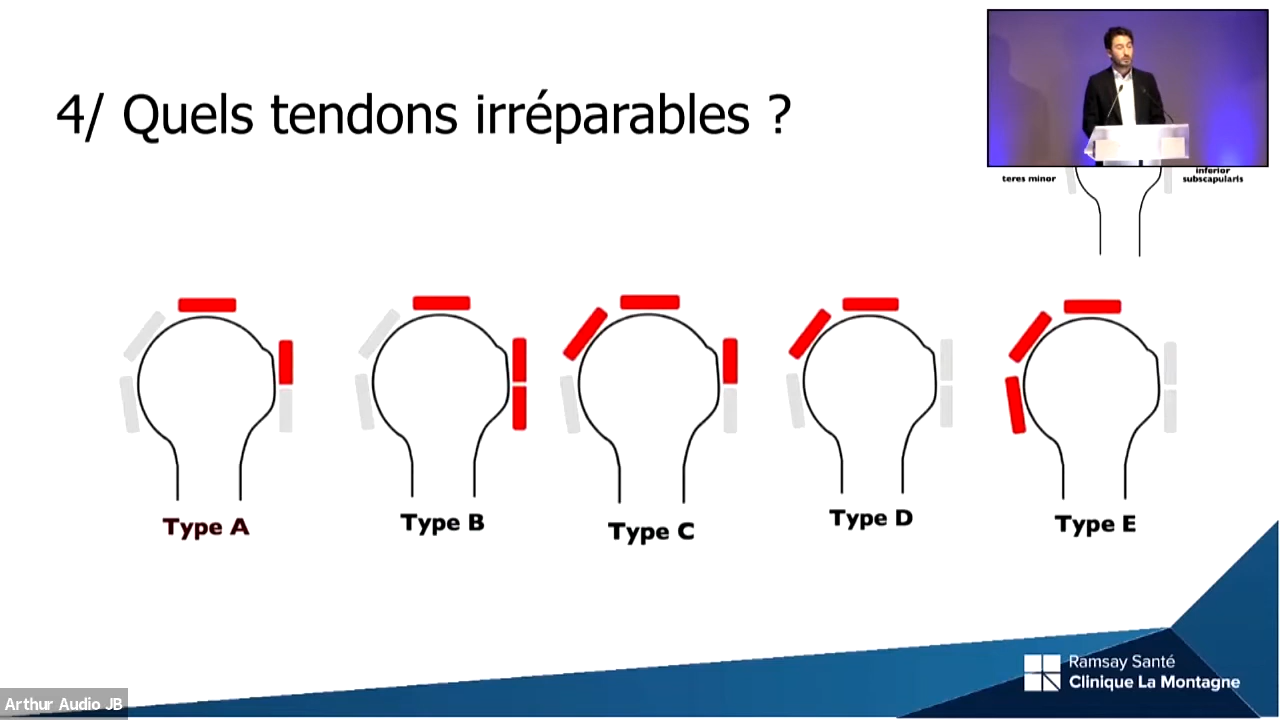 4/ Quels tendons irréparables ?
teres minor
inferior
subscapularis
Type A
Type B
Type C
Type D
Type E
Ramsay Santé
Clinique La Montagne
Arthur Audio JB